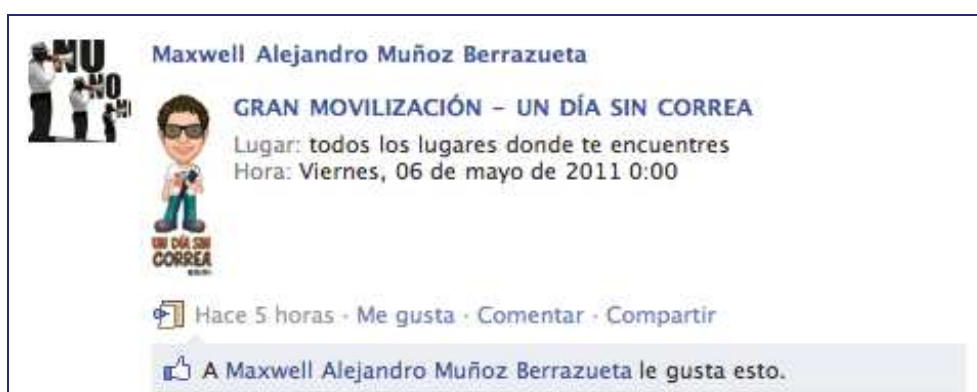 NO
NO
NO
Maxwell Alejandro Muñoz Berrazueta
GRAN MOVILIZACIÓN – UN DÍA SIN CORREA
Lugar: todos los lugares donde te encuentres
Hora: Viernes, 06 de mayo de 2011 0:00
UN DÍA SIN
CORREA
Hace 5 horas · Me gusta · Comentar · Compartir
A Maxwell Alejandro Muñoz Berrazueta le gusta esto.